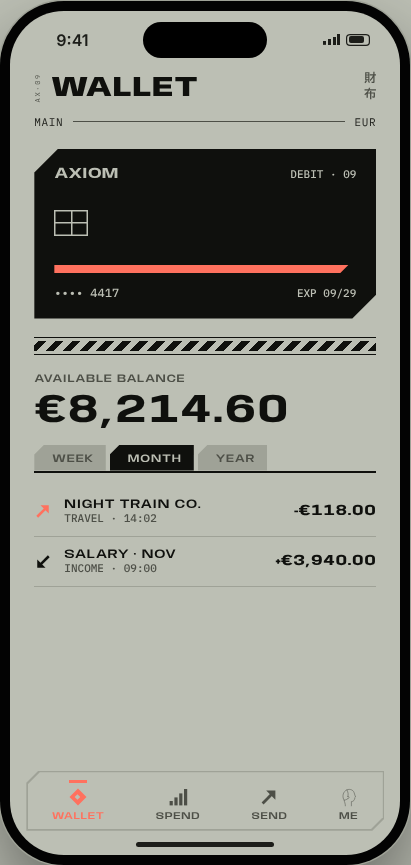 9:41
AX·09
WALLET
財布
MAIN
EUR
AXIOM
DEBIT · 09
•••• 4417
EXP 09/29
AVAILABLE BALANCE
€8,214.60
WEEK
MONTH
YEAR
NIGHT TRAIN CO.
-€118.00
TRAVEL · 14:02
SALARY · NOV
+€3,940.00
INCOME · 09:00
WALLET
SPEND
SEND
ME